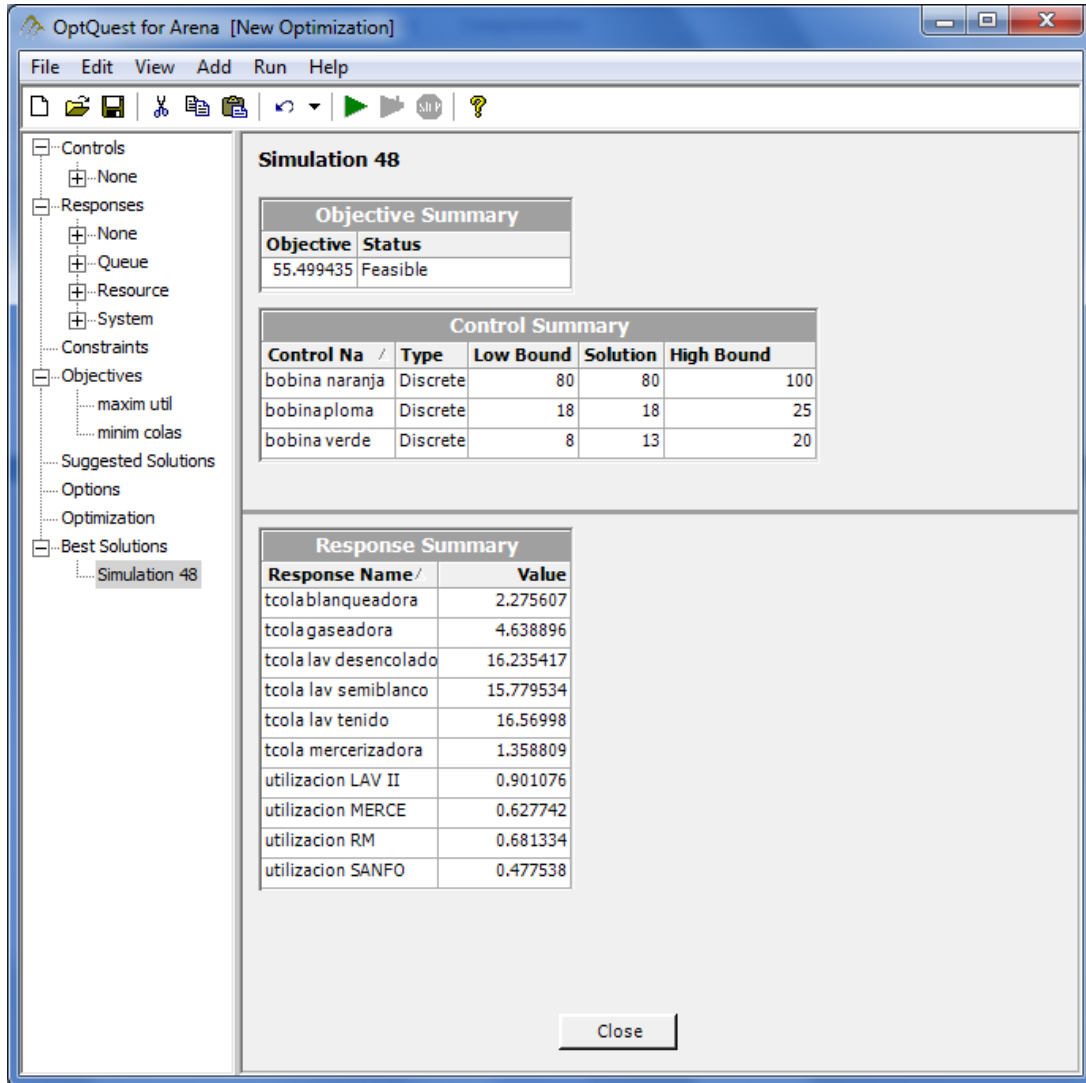 OptQuest for Arena [New Optimization]
File Edit View Add Run Help
Controls
None
Responses
None
Queue
Resource
System
Constraints
Objectives
maxim util
minim colas
Suggested Solutions
Options
Optimization
Best Solutions
Simulation 48
Simulation 48
Objective Summary
Objective Status
55.499435 Feasible
Control Summary
Control Na Type Low Bound Solution High Bound
bobina naranja Discrete 80 80 100
bobinaploma Discrete 18 18 25
bobina verde Discrete 8 13 20
Response Summary
Response Name Value
tcolablanqueadora 2.275607
tcolagaseadora 4.638896
tcola lav desencolado 16.235417
tcola lav semiblanco 15.779534
tcola lav tenido 16.56998
tcola mercerizadora 1.358809
utilizacion LAV II 0.901076
utilizacion MERCE 0.627742
utilizacion RM 0.681334
utilizacion SANFO 0.477538
Close